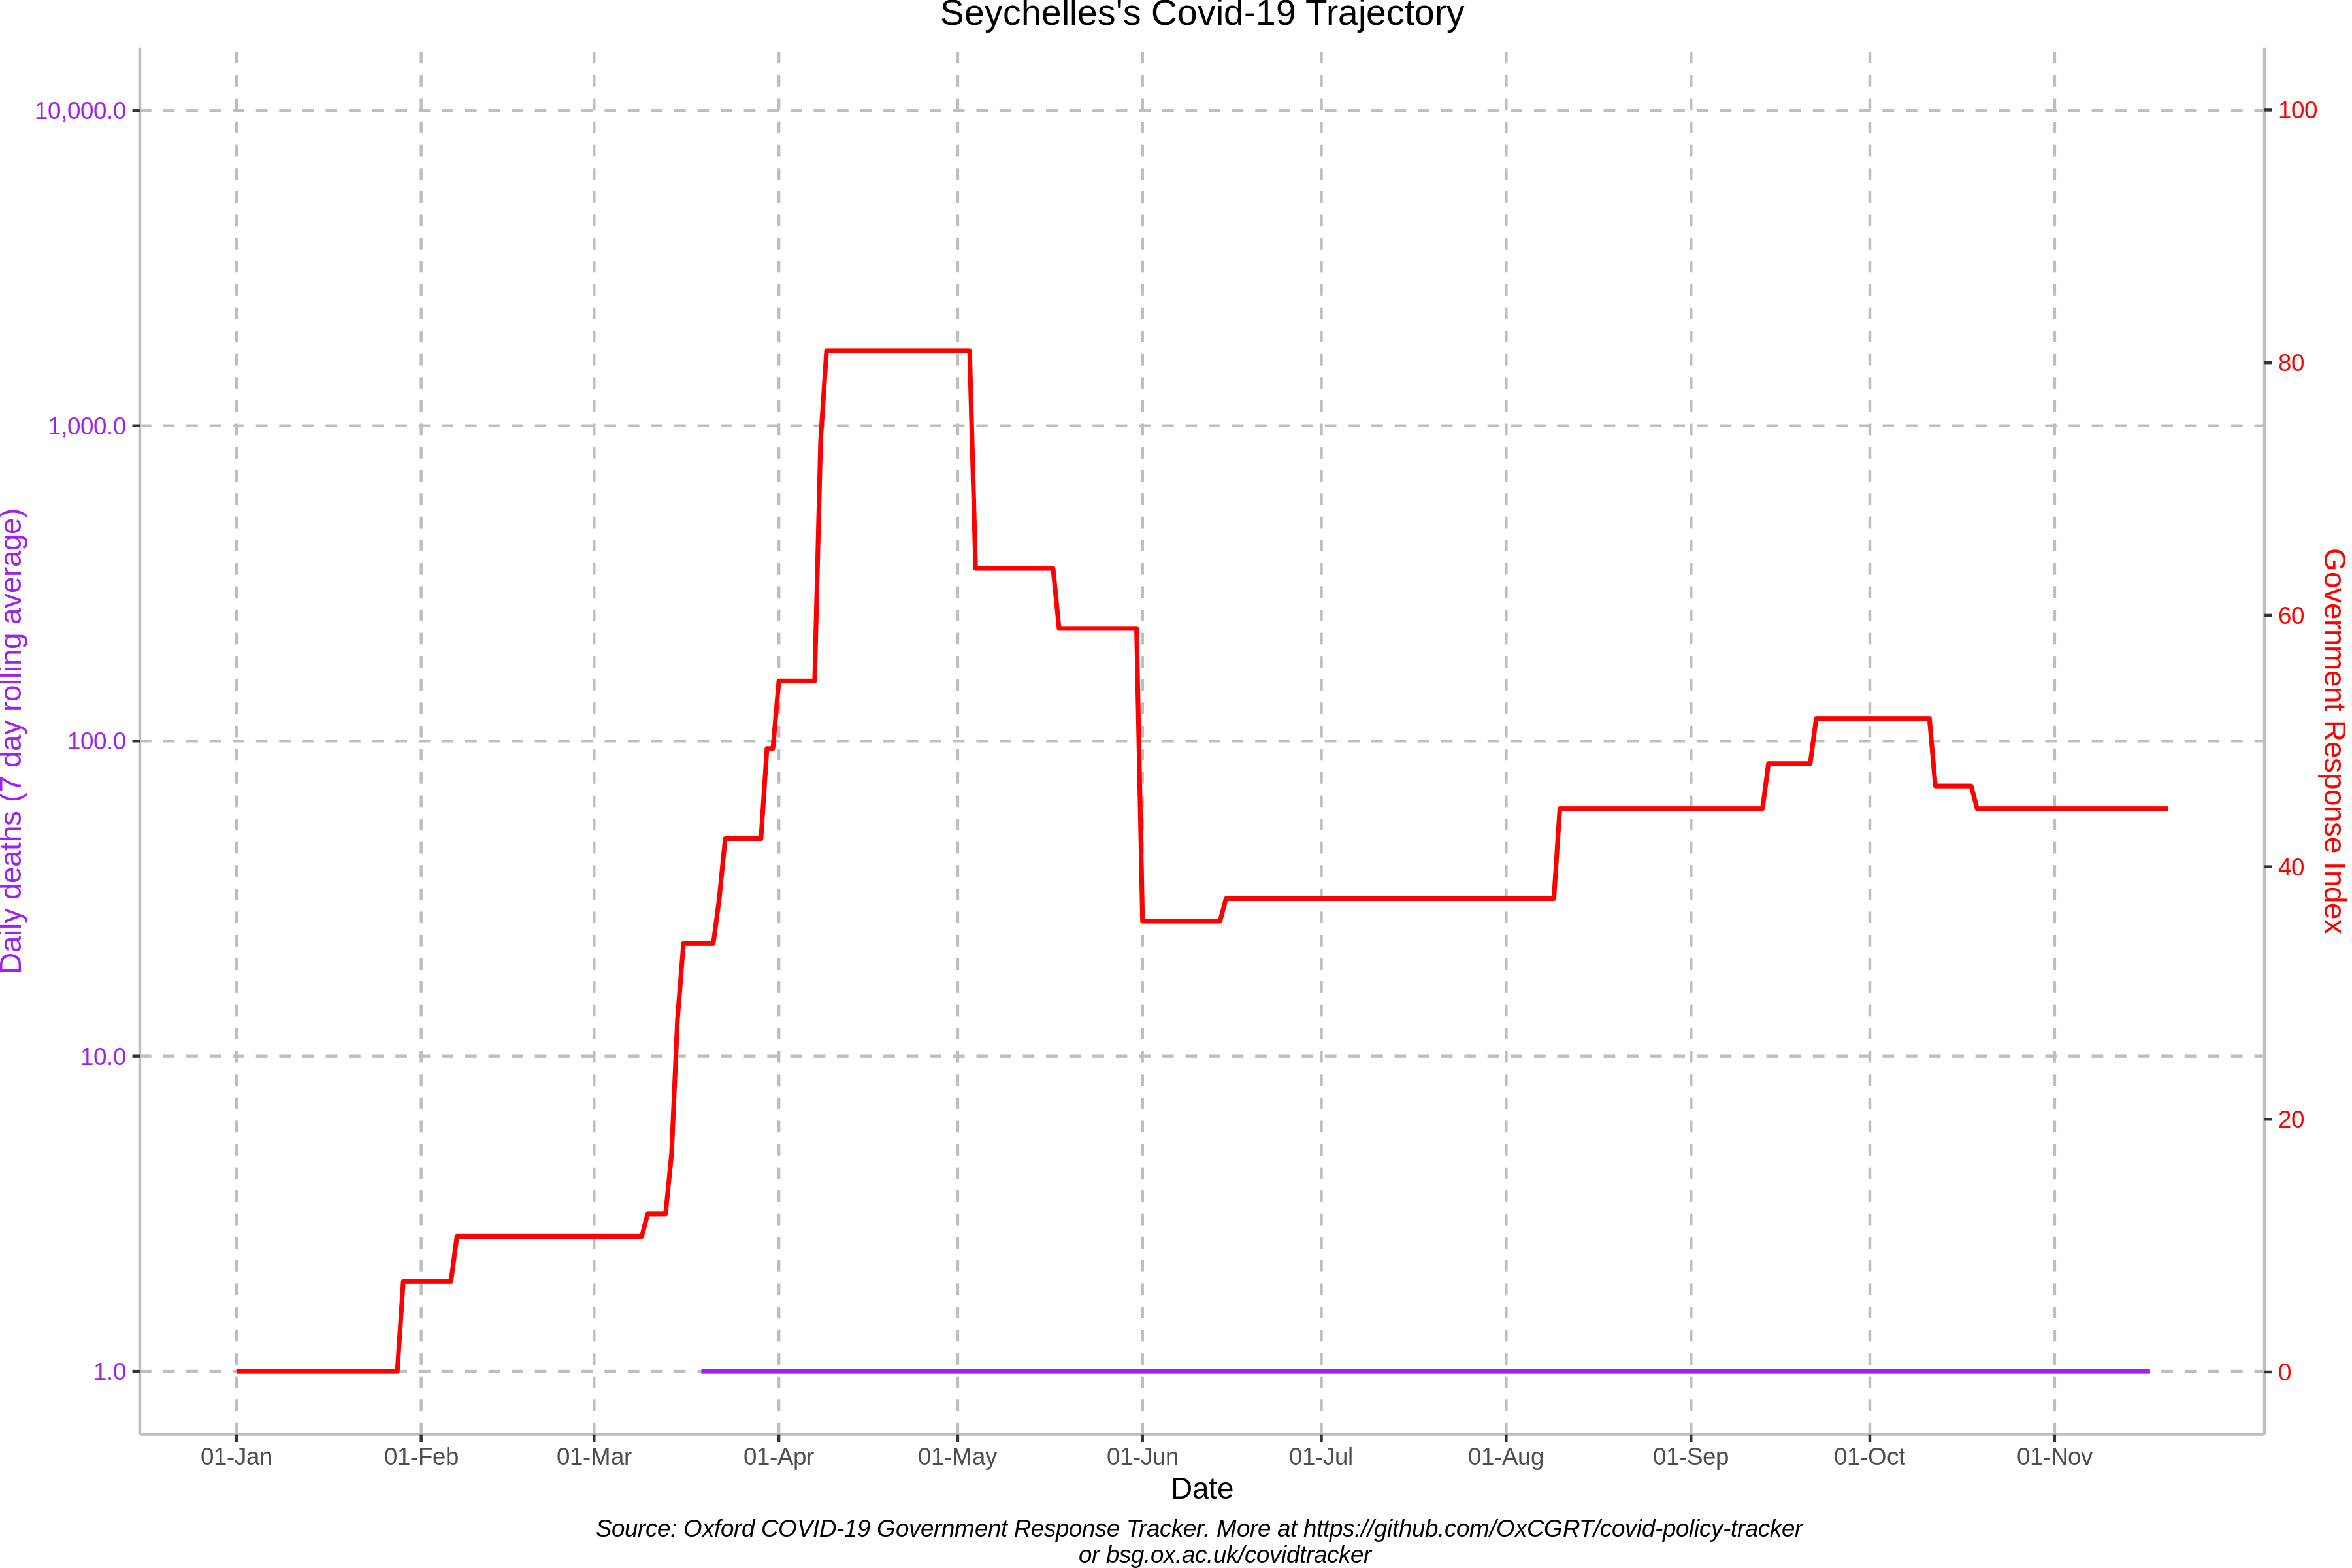 Seychelles's Covid-19 Trajectory
10,000.0
1,000.0
100.0
10.0
1.0
Daily deaths (7 day rolling average)
100
80
60
40
20
0
Government Response Index
01-Jan 01-Feb 01-Mar 01-Apr 01-May 01-Jun 01-Jul 01-Aug 01-Sep 01-Oct 01-Nov
Date
Source: Oxford COVID-19 Government Response Tracker. More at https://github.com/OxCGRT/covid-policy-tracker
or bsg.ox.ac.uk/covidtracker